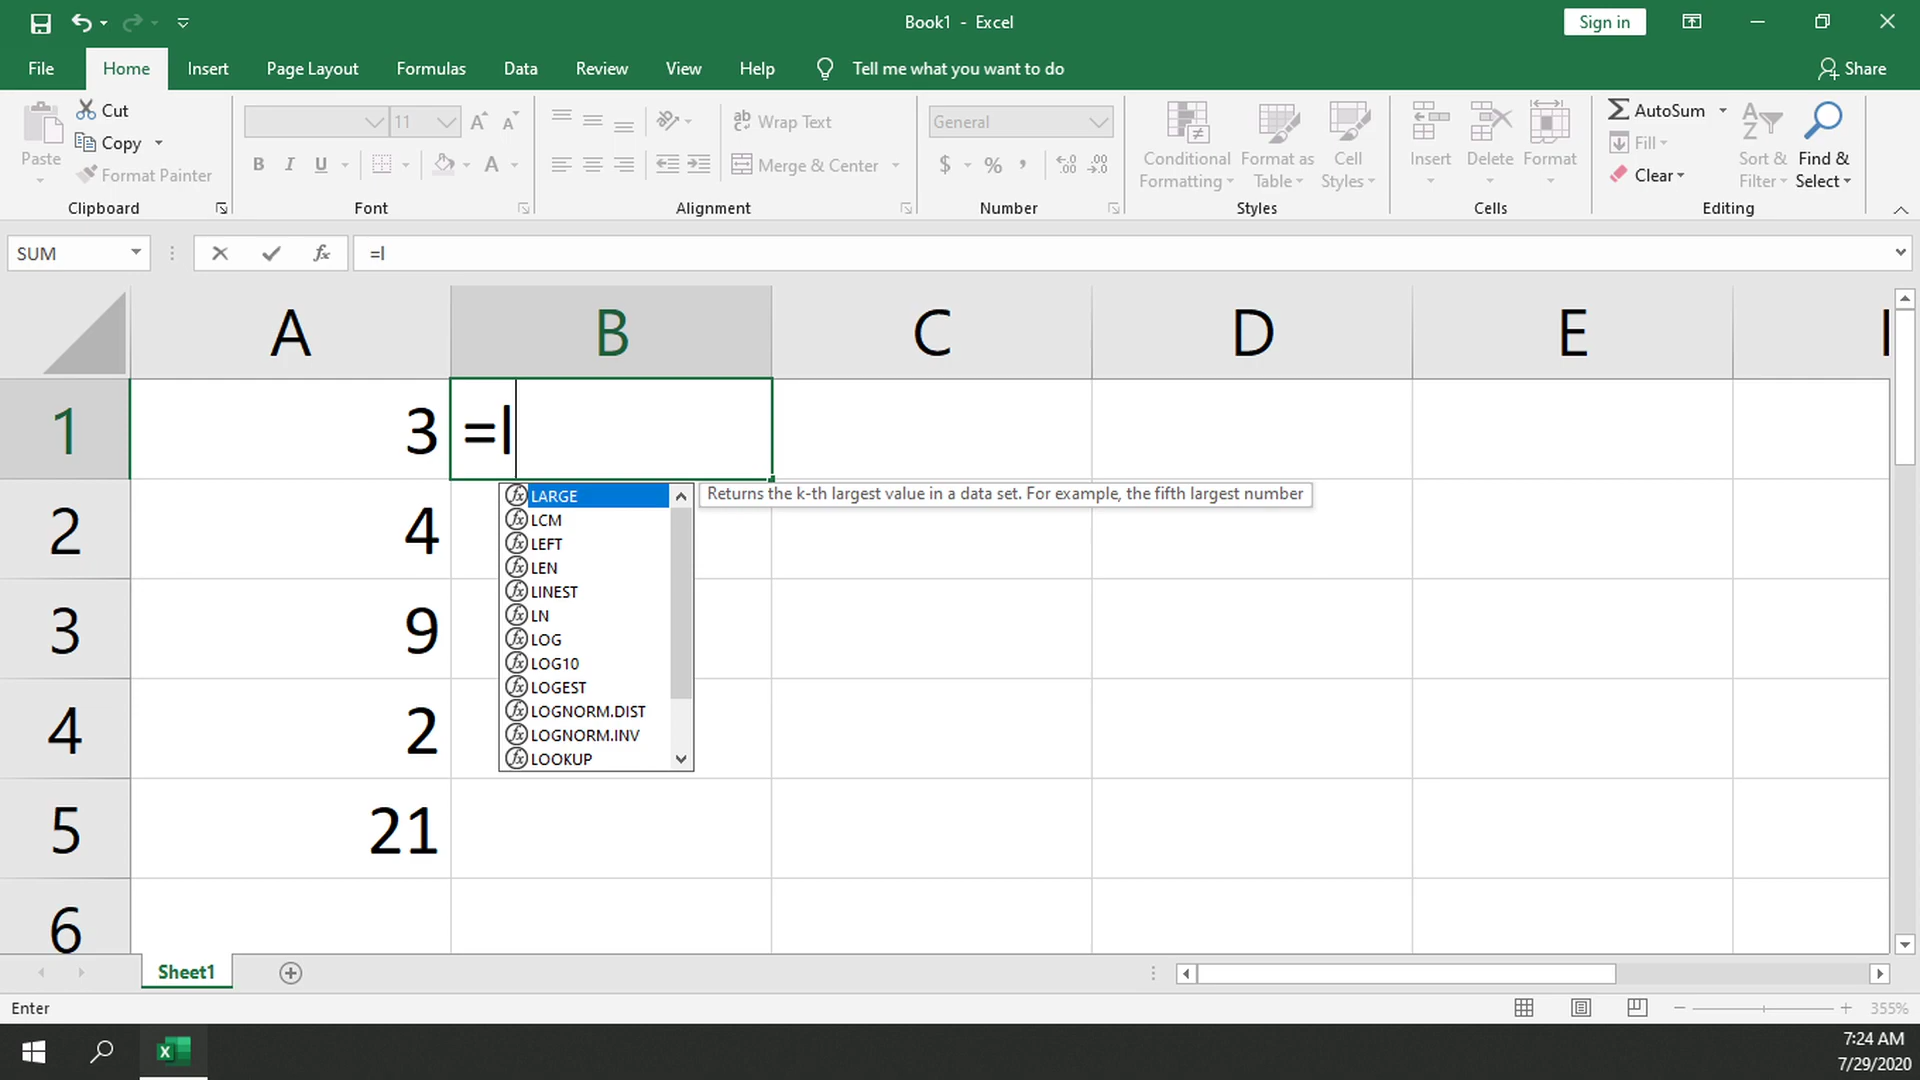 Book1 - Excel
Sign in
File Home Insert Page Layout Formulas Data Review View Help Tell me what you want to do Share
Paste
Cut
Copy
Format Painter
Clipboard
11
B I U A
Font
ab Wrap Text
Merge & Center
Alignment
General
$ % ,
Number
Conditional Formatting
Format as Table
Cell Styles
Styles
Insert Delete Format
Cells
AutoSum
Fill
Clear
Sort & Filter
Find & Select
Editing
SUM fx =l
A B C D E
1 3 =l
2 4
3 9
4 2
5 21
6
LARGE
LCM
LEFT
LEN
LINEST
LN
LOG
LOG10
LOGEST
LOGNORM.DIST
LOGNORM.INV
LOOKUP
Returns the k-th largest value in a data set. For example, the fifth largest number
Sheet1
Enter
355%
7:24 AM
7/29/2020